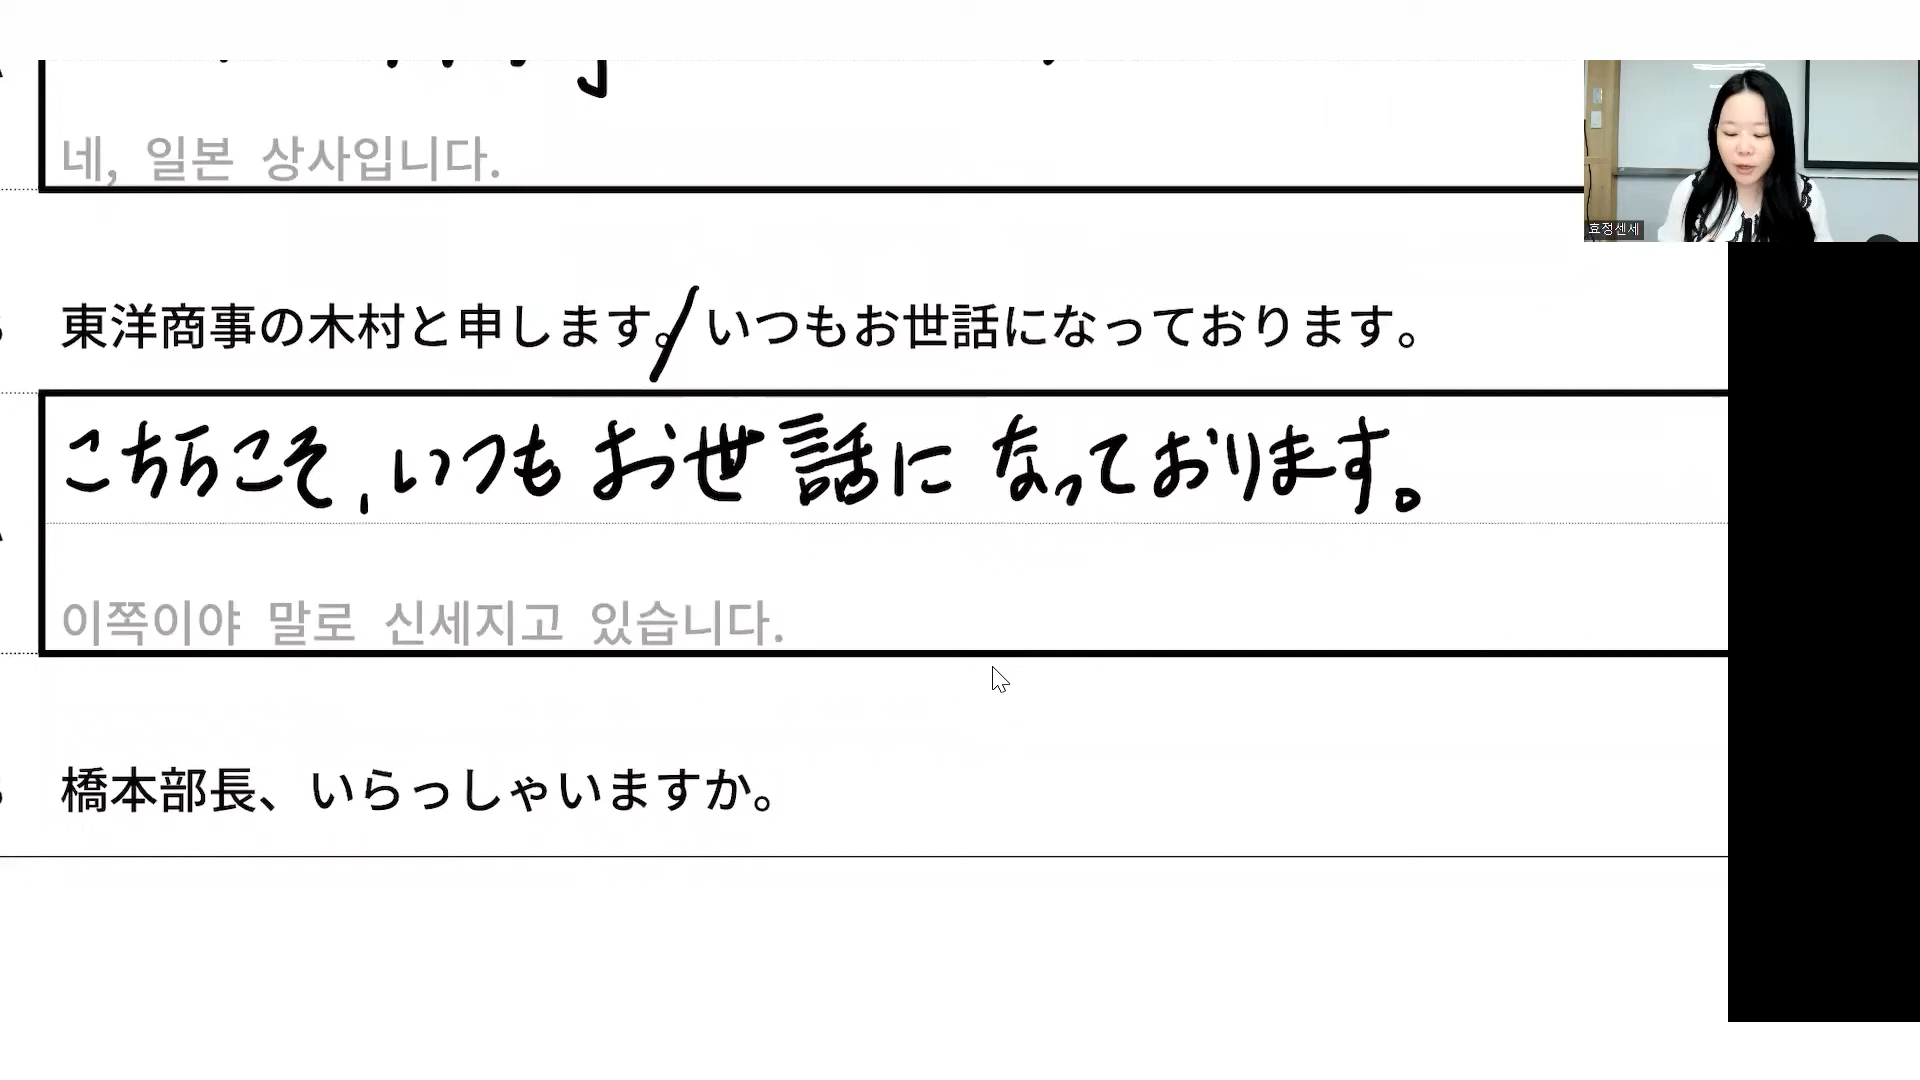 네, 일본 상사입니다.
효정센세
東洋商事の木村と申します。/いつもお世話になっております。
こちらこそ,いつもお世話になっております。
이쪽이야 말로 신세지고 있습니다.
橋本部長、いらっしゃいますか。